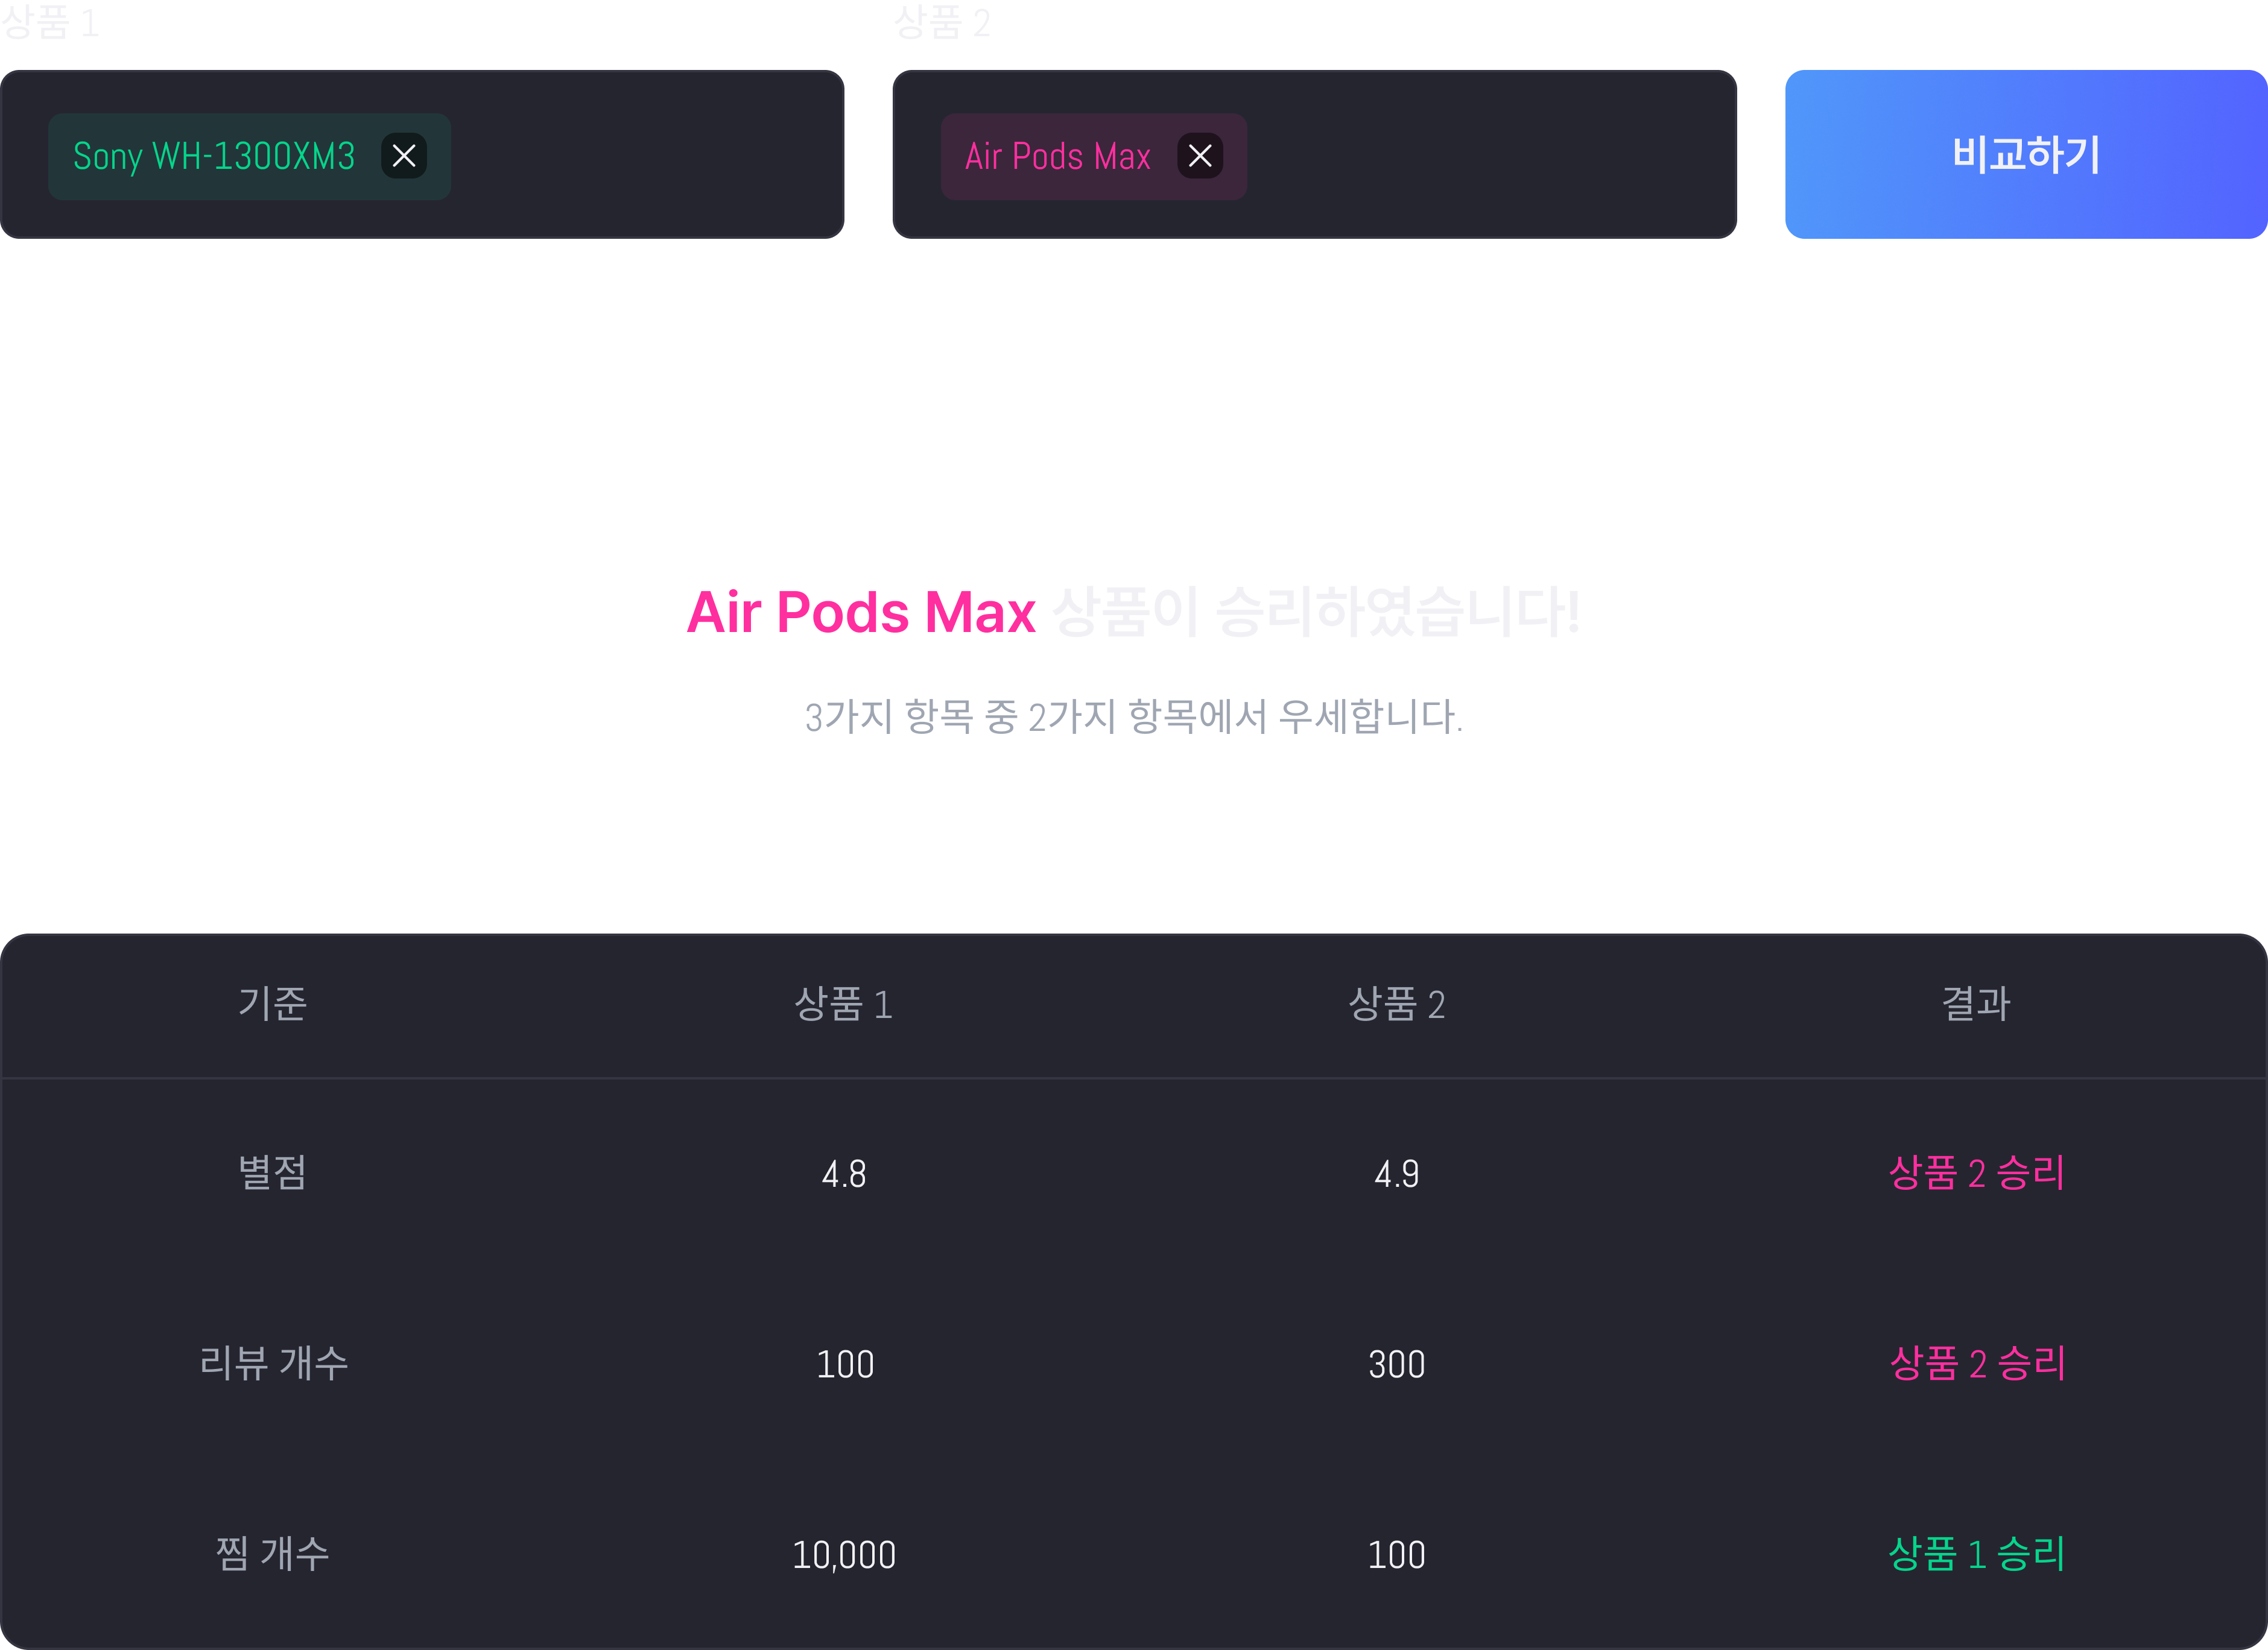 상품 1 상품 2
Sony WH-1300XM3 Air Pods Max 비교하기
Air Pods Max 상품이 승리하였습니다!
3가지 항목 중 2가지 항목에서 우세합니다.
기준 상품 1 상품 2 결과
별점 4.8 4.9 상품 2 승리
리뷰 개수 100 300 상품 2 승리
찜 개수 10,000 100 상품 1 승리